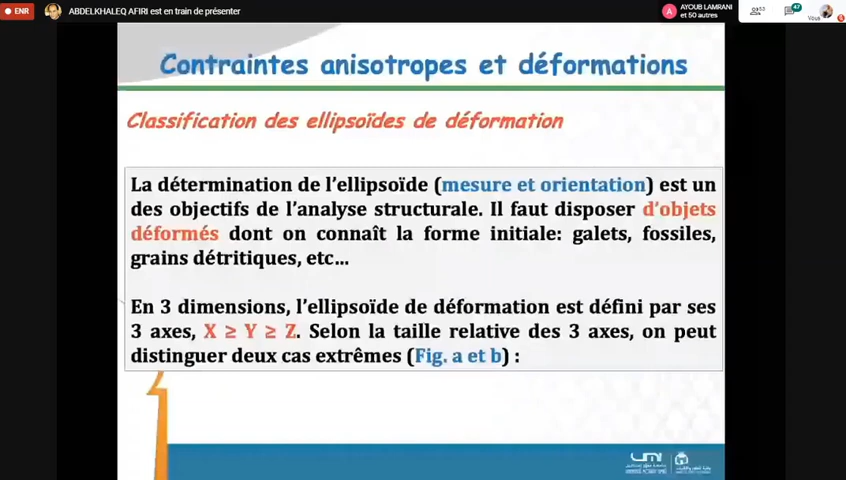 ENR
ABDELKHALEQ AFIRI est en train de présenter
A
AYOUB LAMRANI
et 50 autres
53
47
Vous
Contraintes anisotropes et déformations
Classification des ellipsoïdes de déformation
La détermination de l'ellipsoïde (mesure et orientation) est un
des objectifs de l'analyse structurale. Il faut disposer d'objets
déformés dont on connaît la forme initiale: galets, fossiles,
grains détritiques, etc...
En 3 dimensions, l'ellipsoïde de déformation est défini par ses
3 axes, X ≥ Y ≥ Z. Selon la taille relative des 3 axes, on peut
distinguer deux cas extrêmes (Fig. a et b) :